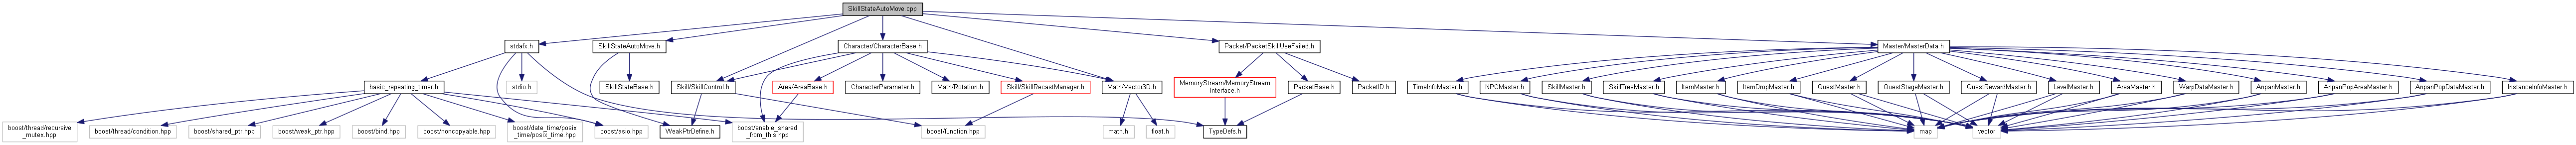 SkillStateAutoMove.cpp
stdafx.h
SkillStateAutoMove.h
Character/CharacterBase.h
Packet/PacketSkillUseFailed.h
Master/MasterData.h
basic_repeating_timer.h
stdio.h
SkillStateBase.h
Skill/SkillControl.h
Area/AreaBase.h
CharacterParameter.h
Math/Rotation.h
Skill/SkillRecastManager.h
Math/Vector3D.h
MemoryStream/MemoryStream
Interface.h
PacketBase.h
PacketID.h
TimeInfoMaster.h
NPCMaster.h
SkillMaster.h
SkillTreeMaster.h
ItemMaster.h
ItemDropMaster.h
QuestMaster.h
QuestStageMaster.h
QuestRewardMaster.h
LevelMaster.h
AreaMaster.h
WarpDataMaster.h
AnpanMaster.h
AnpanPopAreaMaster.h
AnpanPopDataMaster.h
InstanceInfoMaster.h
boost/thread/recursive
_mutex.hpp
boost/thread/condition.hpp
boost/shared_ptr.hpp
boost/weak_ptr.hpp
boost/bind.hpp
boost/noncopyable.hpp
boost/date_time/posix
_time/posix_time.hpp
boost/asio.hpp
WeakPtrDefine.h
boost/enable_shared
_from_this.hpp
boost/function.hpp
math.h
float.h
TypeDefs.h
map
vector